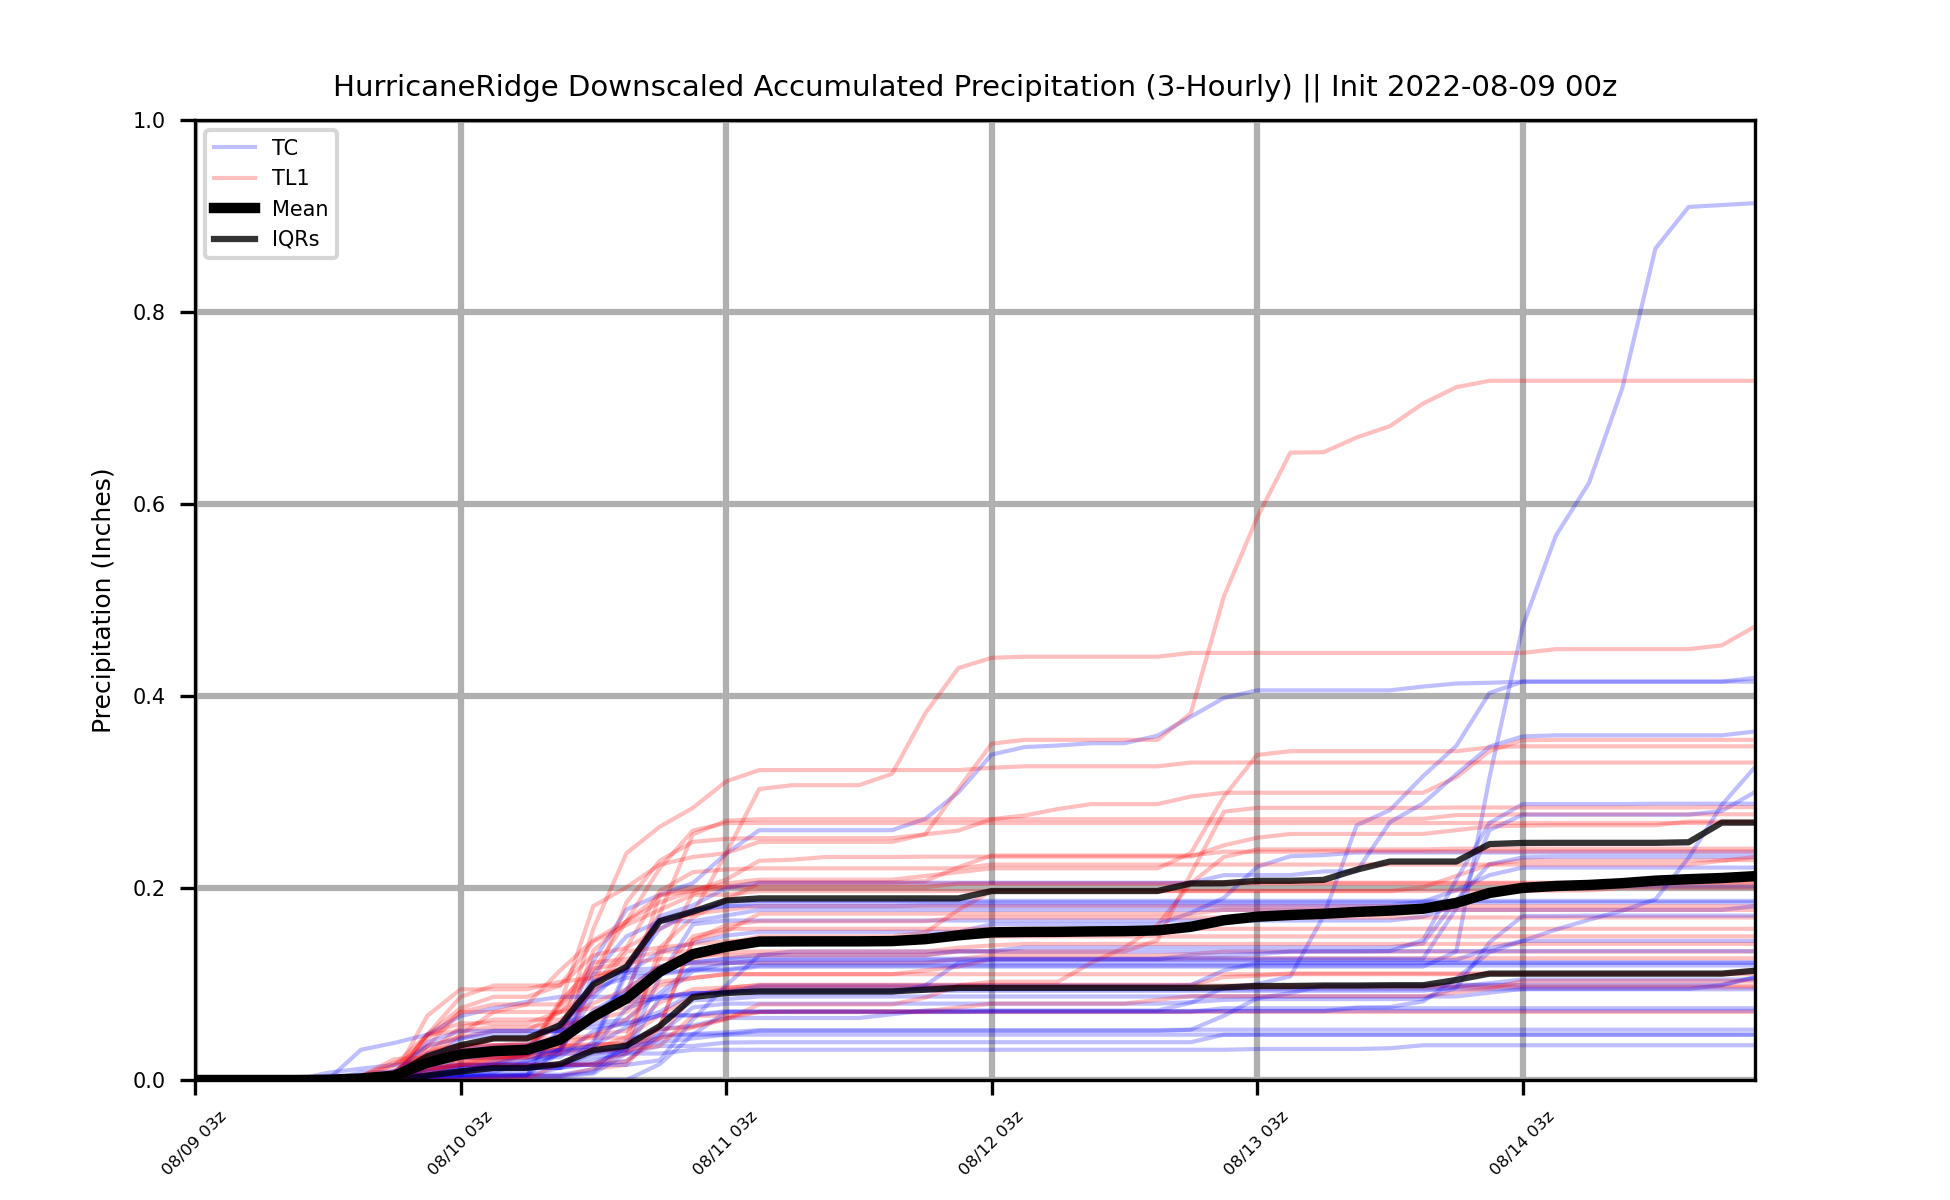 HurricaneRidge Downscaled Accumulated Precipitation (3-Hourly) || Init 2022-08-09 00z
1.0
0.8
0.6
0.4
0.2
0.0
Precipitation (Inches)
TC
TL1
Mean
IQRs
08/09 03z
08/10 03z
08/11 03z
08/12 03z
08/13 03z
08/14 03z